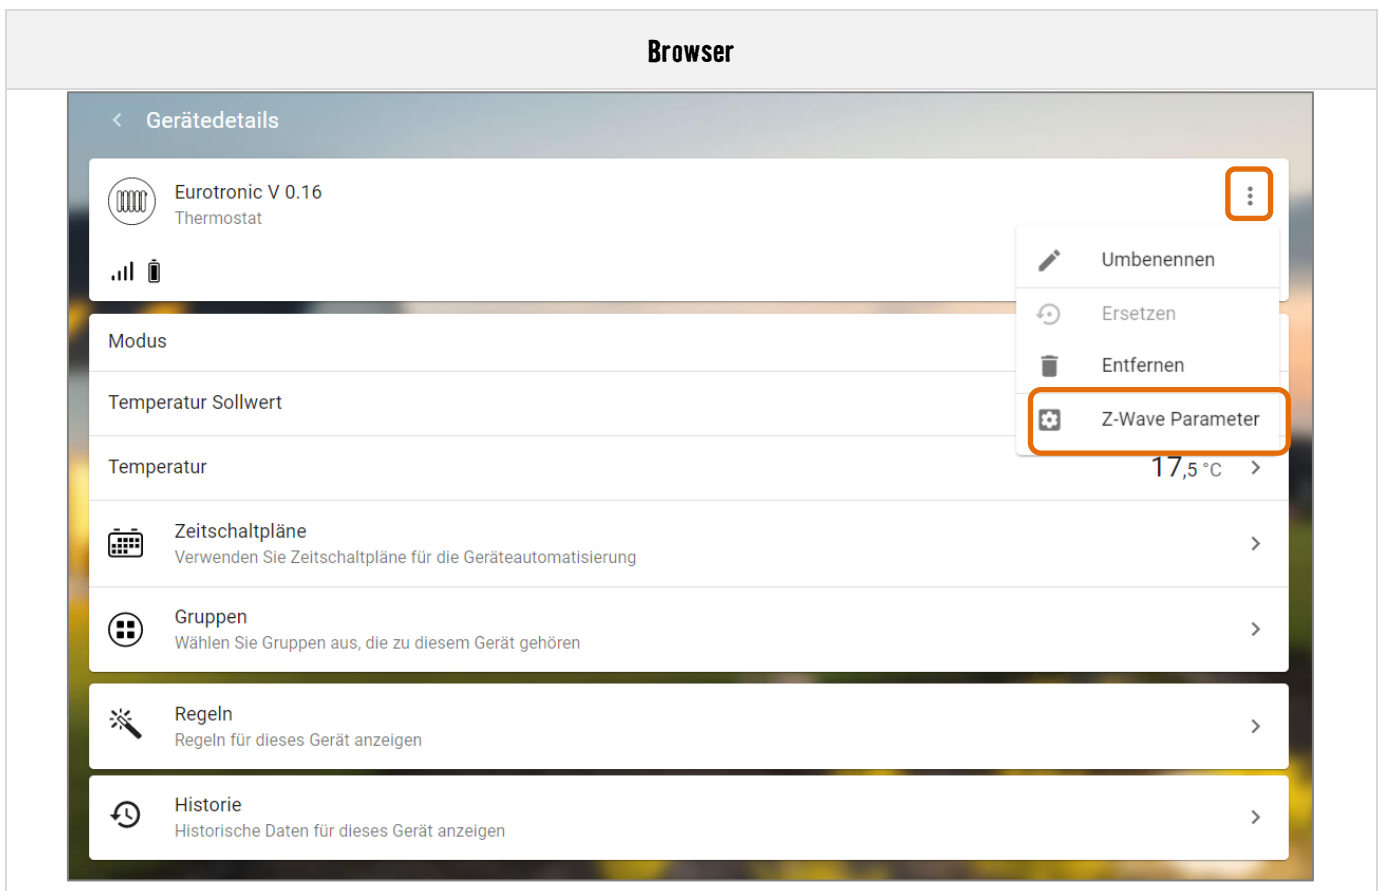 Browser
Gerätedetails
Eurotronic V 0.16
Thermostat
Umbenennen
Ersetzen
Entfernen
Z-Wave Parameter
Modus
Temperatur Sollwert
Temperatur
17,5 °C
Zeitschaltpläne
Verwenden Sie Zeitschaltpläne für die Geräteautomatisierung
Gruppen
Wählen Sie Gruppen aus, die zu diesem Gerät gehören
Regeln
Regeln für dieses Gerät anzeigen
Historie
Historische Daten für dieses Gerät anzeigen